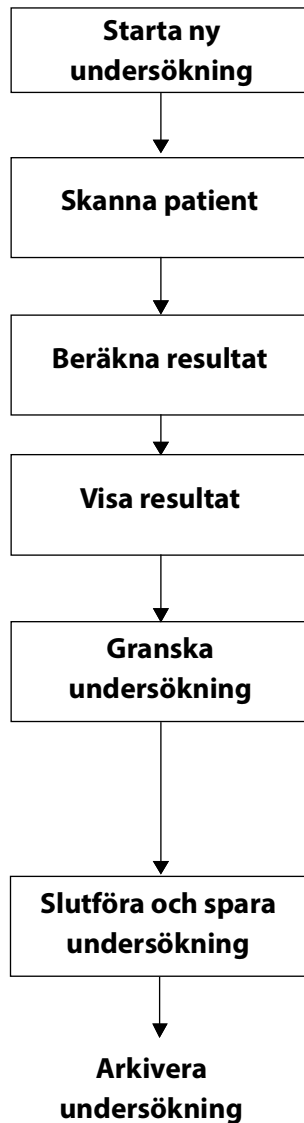 Starta ny
undersökning
Skanna patient
Beräkna resultat
Visa resultat
Granska
undersökning
Slutföra och spara
undersökning
Arkivera
undersökning